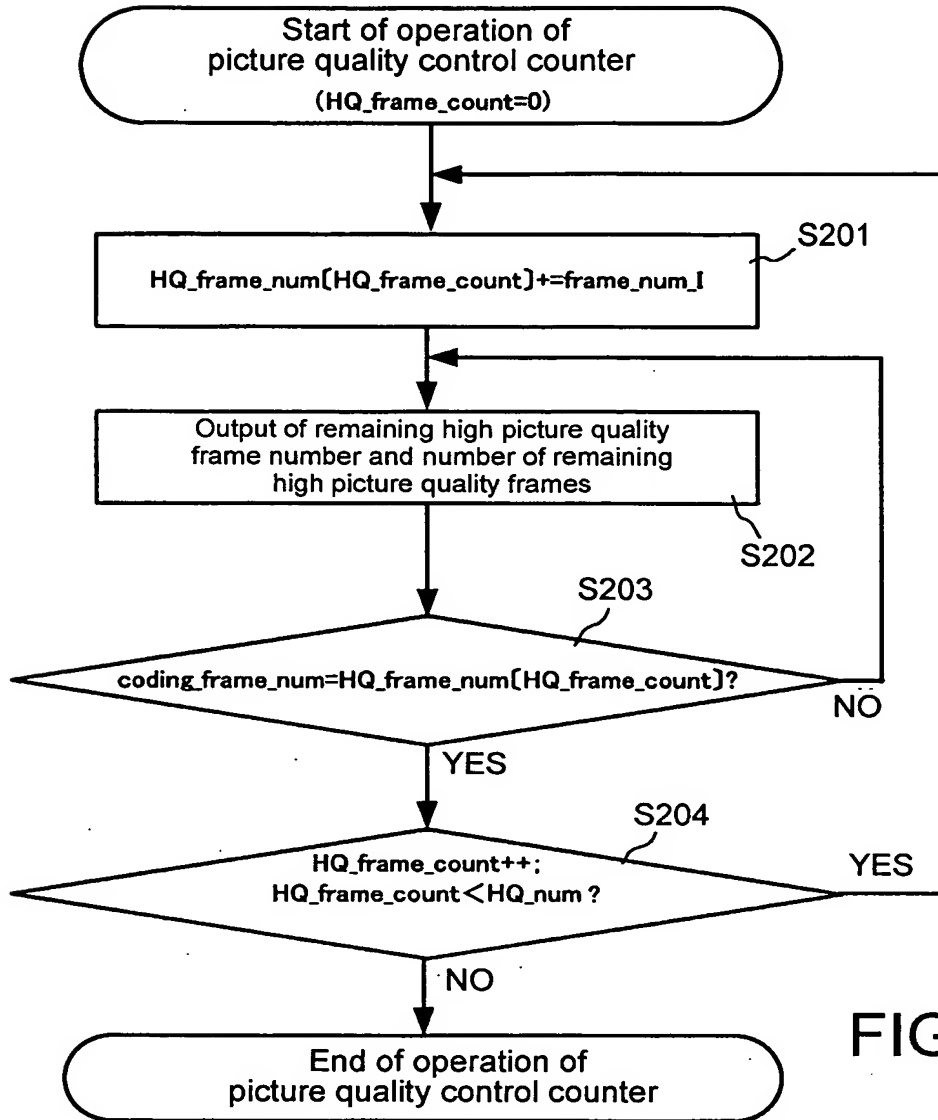 Start of operation of
picture quality control counter
(HQ_frame_count=0)
S201
HQ_frame_num[HQ_frame_count]+=frame_num_I
Output of remaining high picture quality
frame number and number of remaining
high picture quality frames
S202
S203
coding_frame_num=HQ_frame_num[HQ_frame_count]?
NO
YES
S204
HQ_frame_count++;
HQ_frame_count<HQ_num ?
YES
NO
End of operation of
picture quality control counter
FIG